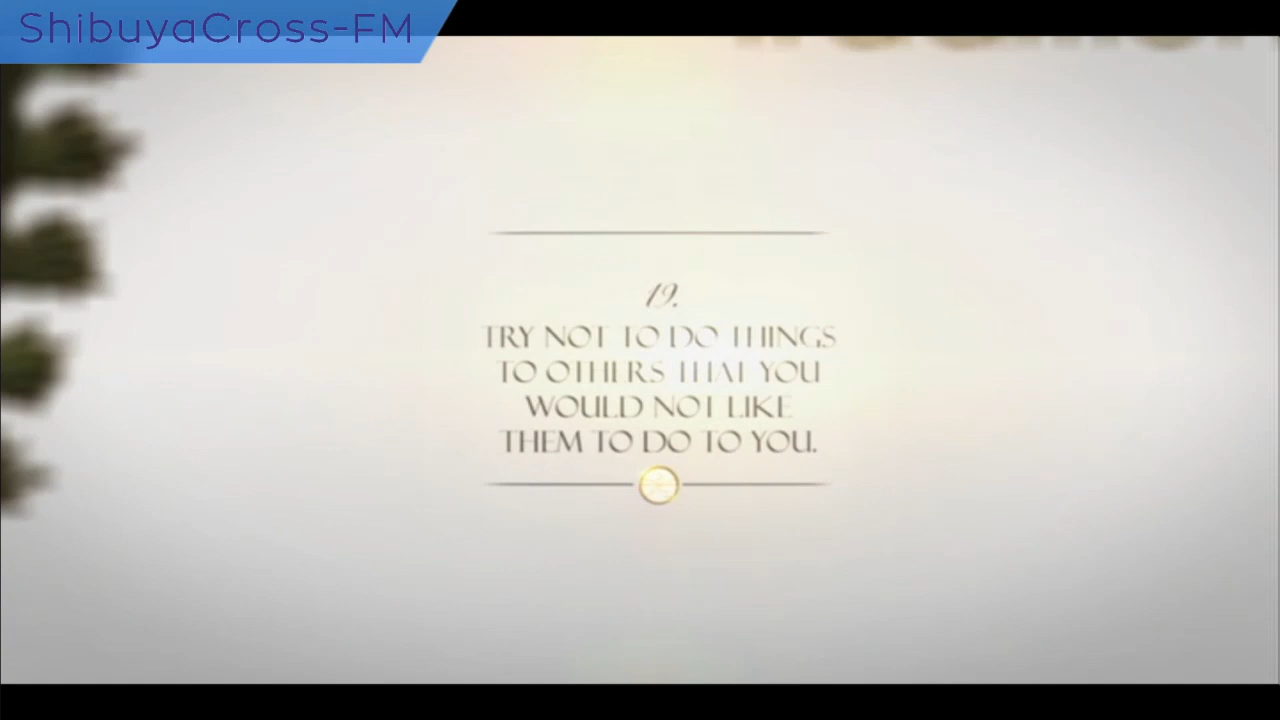 ShibuyaCross-FM
19.
TRY NOT TO DO THINGS
TO OTHERS THAT YOU
WOULD NOT LIKE
THEM TO DO TO YOU.